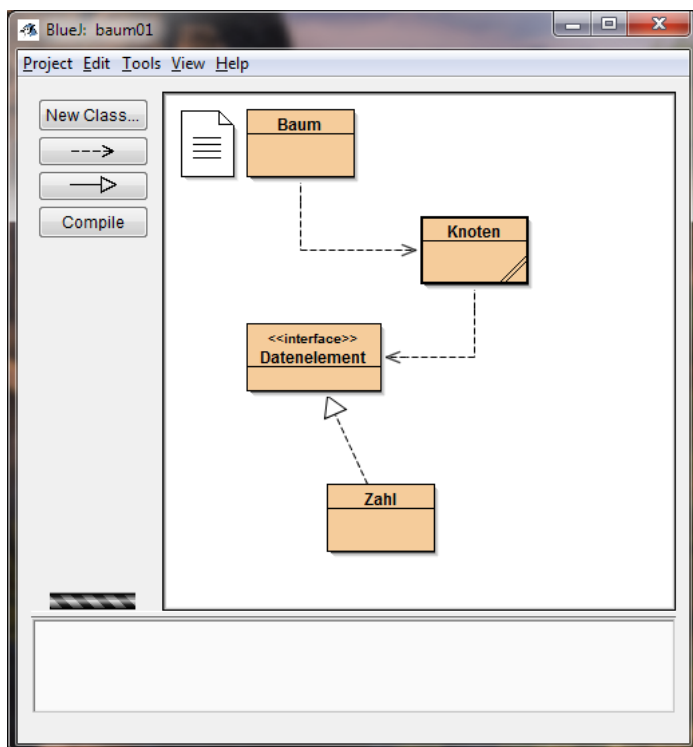 BlueJ: baum01
Project Edit Tools View Help
New Class...
Compile
Baum
Knoten
<<interface>>
Datenelement
Zahl